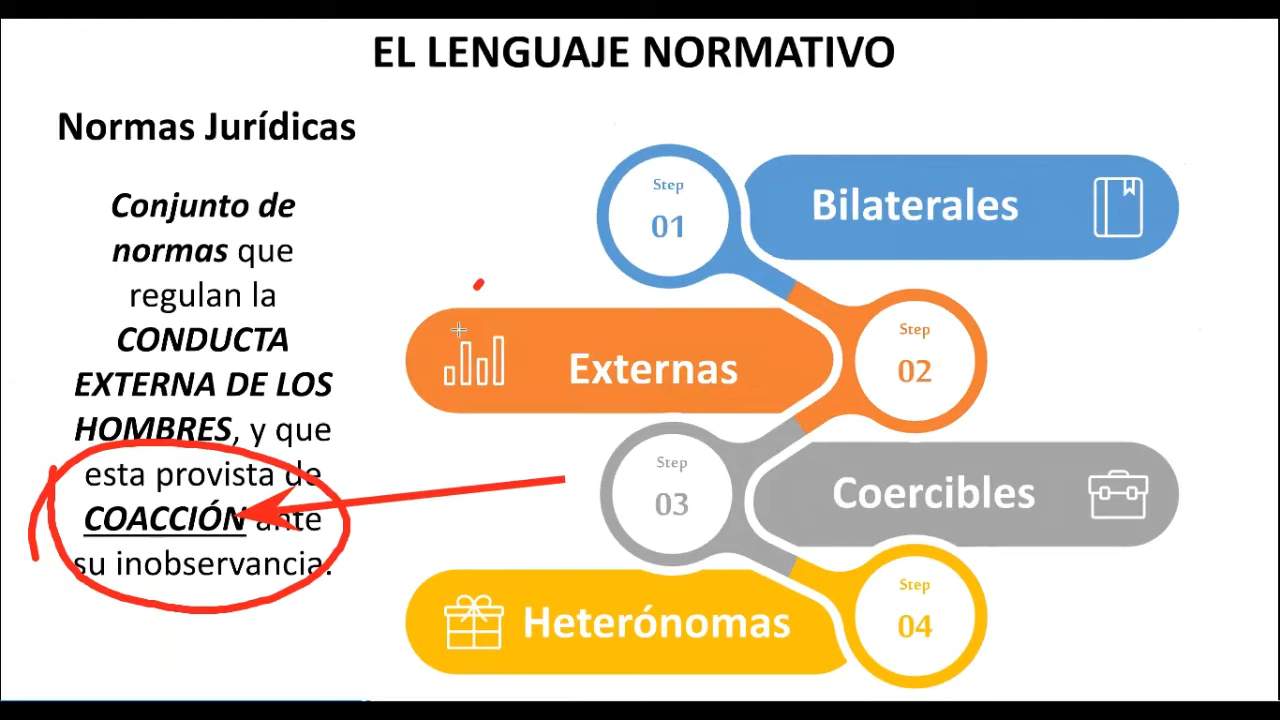 EL LENGUAJE NORMATIVO
Normas Jurídicas
Conjunto de
normas que
regulan la
CONDUCTA
EXTERNA DE LOS
HOMBRES, y que
esta provista de
COACCIÓN ante
su inobservancia.
Step
01
Bilaterales
Externas
Step
02
Step
03
Coercibles
Heterónomas
Step
04